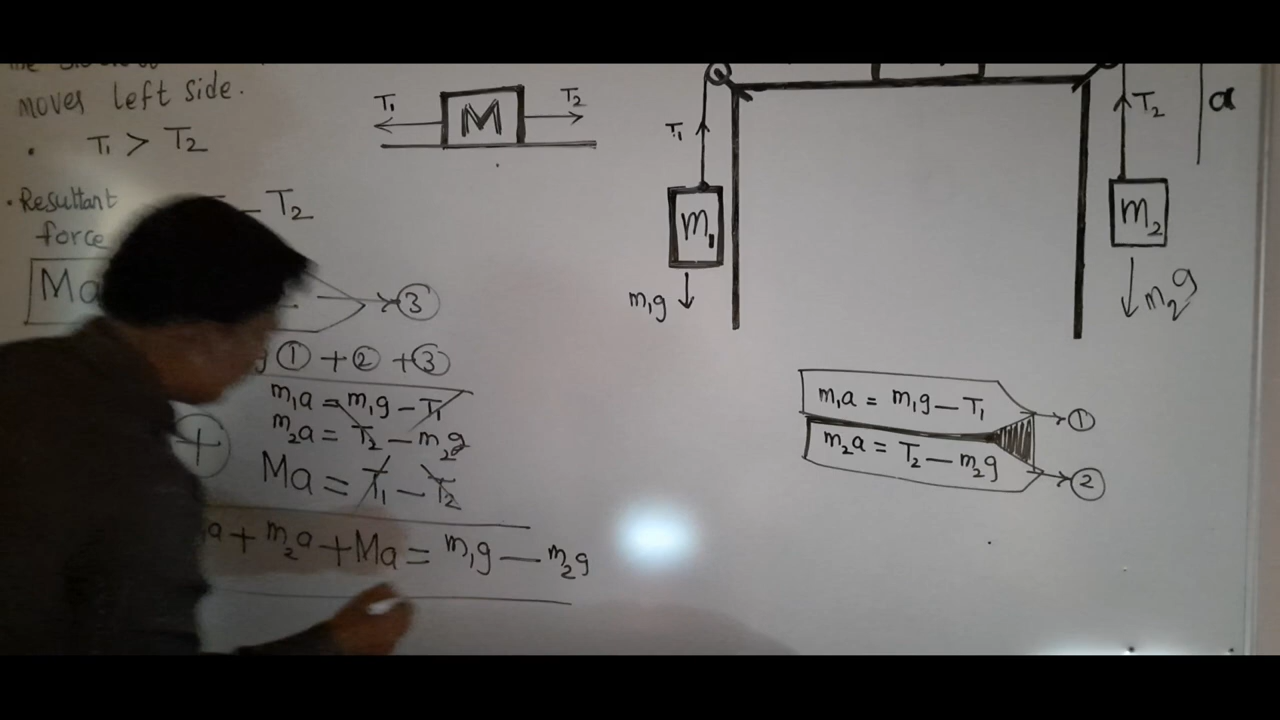 moves left side.
• T₁ > T₂
• Resultant
force
– T₂
Ma
→ ③
① + ② + ③
m₁a = m₁g – T₁
m₂a = T₂ – m₂g
+
Ma = T₁ – T₂
a + m₂a + Ma = m₁g – m₂g
T₁
M
T₂
T₁
m₁
m₁g
T₂
a
m₂
m₂g
m₁a = m₁g – T₁ → ①
m₂a = T₂ – m₂g → ②